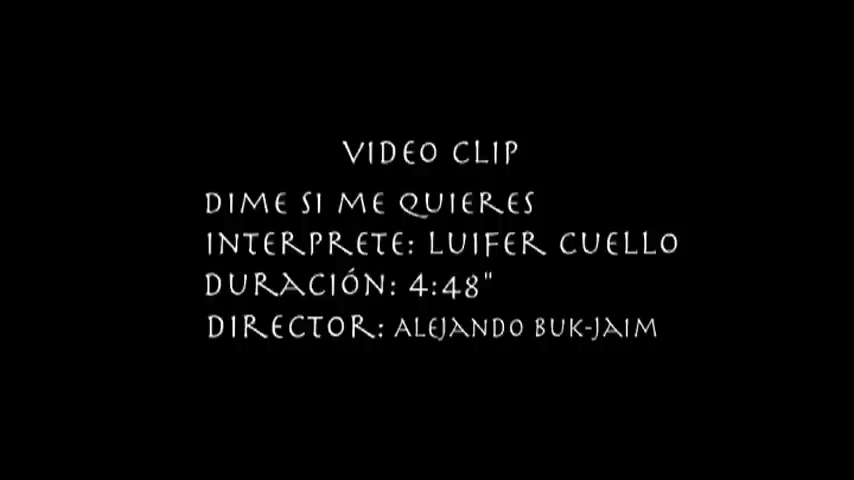 VIDEO CLIP
DIME SI ME QUIERES
INTERPRETE: LUIFER CUELLO
DURACIÓN: 4:48"
DIRECTOR: ALEJANDO BUK-JAIM